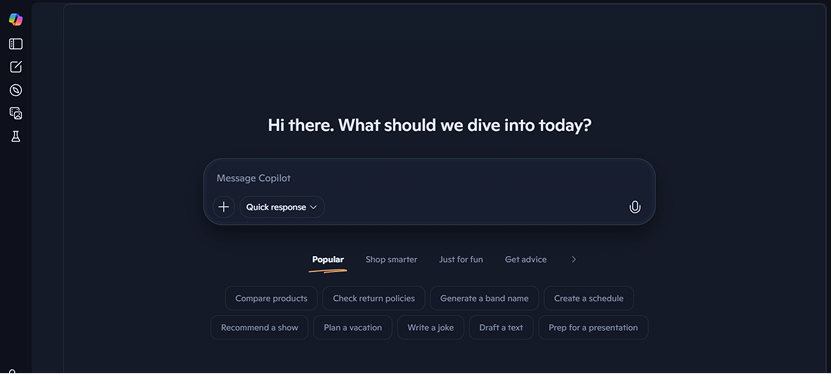 Hi there. What should we dive into today?
Message Copilot
Quick response
Popular Shop smarter Just for fun Get advice
Compare products Check return policies Generate a band name Create a schedule
Recommend a show Plan a vacation Write a joke Draft a text Prep for a presentation